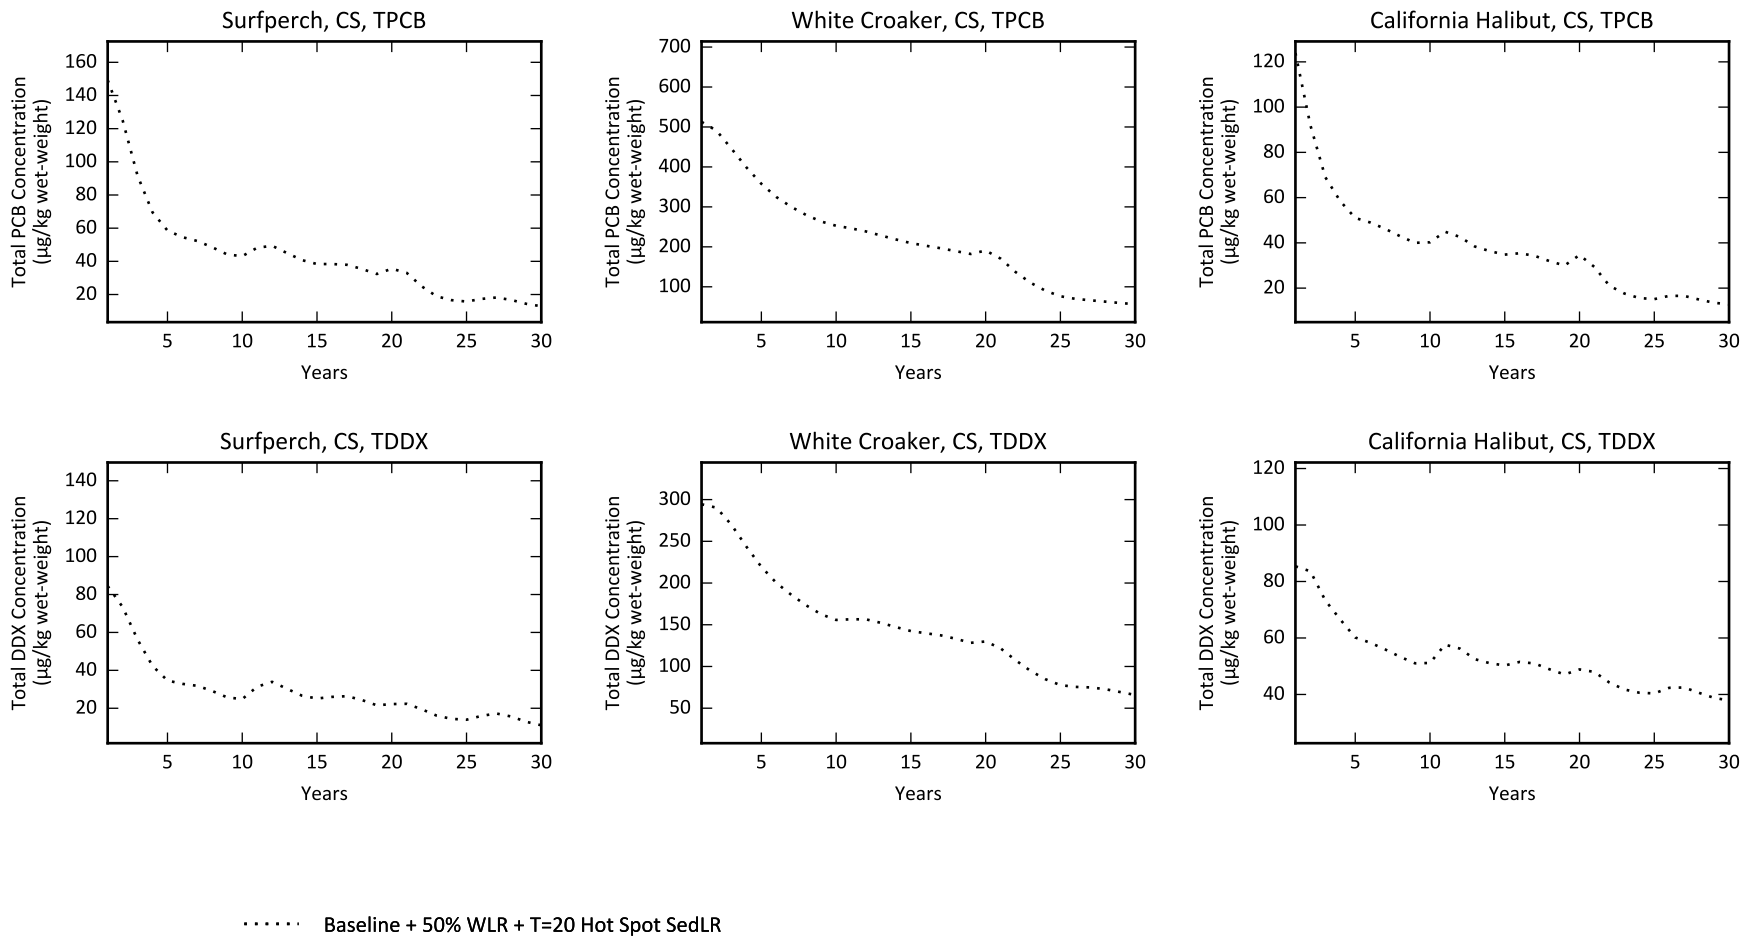 Surfperch, CS, TPCB
White Croaker, CS, TPCB
California Halibut, CS, TPCB
Total PCB Concentration
(µg/kg wet-weight)
160
140
120
100
80
60
40
20
5 10 15 20 25 30
Years
Total PCB Concentration
(µg/kg wet-weight)
700
600
500
400
300
200
100
5 10 15 20 25 30
Years
Total PCB Concentration
(µg/kg wet-weight)
120
100
80
60
40
20
5 10 15 20 25 30
Years
Surfperch, CS, TDDX
White Croaker, CS, TDDX
California Halibut, CS, TDDX
Total DDX Concentration
(µg/kg wet-weight)
140
120
100
80
60
40
20
5 10 15 20 25 30
Years
Total DDX Concentration
(µg/kg wet-weight)
300
250
200
150
100
50
5 10 15 20 25 30
Years
Total DDX Concentration
(µg/kg wet-weight)
120
100
80
60
40
5 10 15 20 25 30
Years
Baseline + 50% WLR + T=20 Hot Spot SedLR